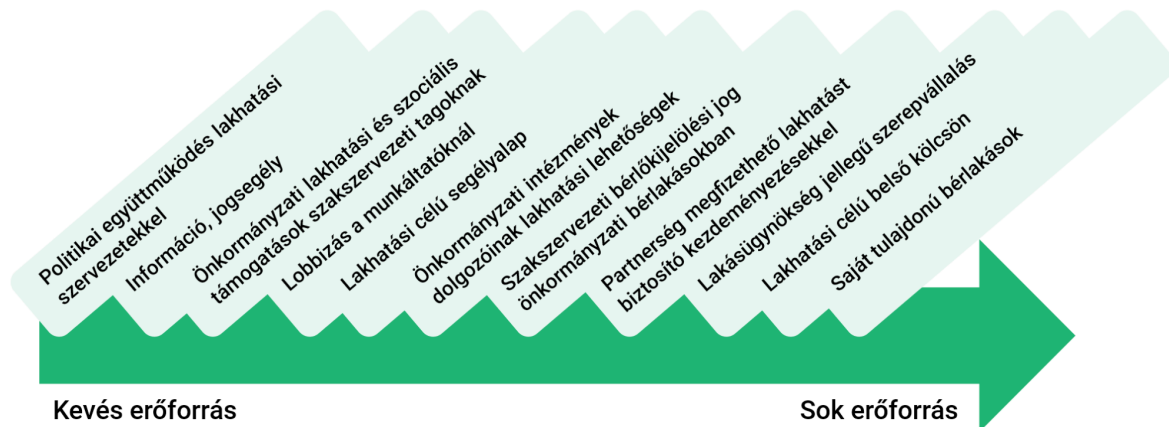 Politikai együttműködés lakhatási
szervezetekkel
Információ, jogsegély
Önkormányzati lakhatási és szociális
támogatások szakszervezeti tagoknak
Lobbizás a munkáltatóknál
Lakhatási célú segélyalap
Önkormányzati intézmények
dolgozóinak lakhatási lehetőségek
Szakszervezeti bérlőkijelölési jog
önkormányzati bérlakásokban
Partnerség megfizethető lakhatást
biztosító kezdeményezésekkel
Lakásügynökség jellegű szerepvállalás
Lakhatási célú belső kölcsön
Saját tulajdonú bérlakások
Kevés erőforrás
Sok erőforrás